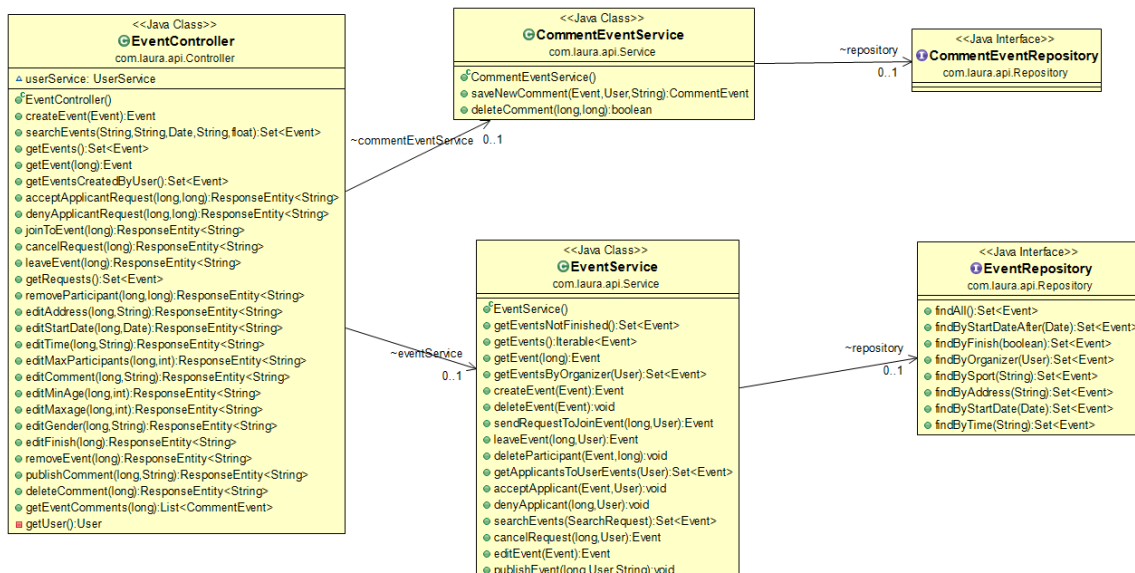 <<Java Class>>
EventController
com.laura.api.Controller
userService: UserService
EventController()
createEvent(Event):Event
searchEvents(String,String,Date,String,float):Set<Event>
getEvents():Set<Event>
getEvent(long):Event
getEventsCreatedByUser():Set<Event>
acceptApplicantRequest(long,long):ResponseEntity<String>
denyApplicantRequest(long,long):ResponseEntity<String>
joinToEvent(long):ResponseEntity<String>
cancelRequest(long):ResponseEntity<String>
leaveEvent(long):ResponseEntity<String>
getRequests():Set<Event>
removeParticipant(long,long):ResponseEntity<String>
editAddress(long,String):ResponseEntity<String>
editStartDate(long,Date):ResponseEntity<String>
editTime(long,String):ResponseEntity<String>
editMaxParticipants(long,int):ResponseEntity<String>
editComment(long,String):ResponseEntity<String>
editMinAge(long,int):ResponseEntity<String>
editMaxage(long,int):ResponseEntity<String>
editGender(long,String):ResponseEntity<String>
editFinish(long):ResponseEntity<String>
removeEvent(long):ResponseEntity<String>
publishComment(long,String):ResponseEntity<String>
deleteComment(long):ResponseEntity<String>
getEventComments(long):List<CommentEvent>
getUser():User
~commentEventService 0..1
~eventService
0..1
<<Java Class>>
CommentEventService
com.laura.api.Service
CommentEventService()
saveNewComment(Event,User,String):CommentEvent
deleteComment(long,long):boolean
~repository
0..1
<<Java Interface>>
CommentEventRepository
com.laura.api.Repository
<<Java Class>>
EventService
com.laura.api.Service
EventService()
getEventsNotFinished():Set<Event>
getEvents():Iterable<Event>
getEvent(long):Event
getEventsByOrganizer(User):Set<Event>
createEvent(Event):Event
deleteEvent(Event):void
sendRequestToJoinEvent(long,User):Event
leaveEvent(long,User):Event
deleteParticipant(Event,long):void
getApplicantsToUserEvents(User):Set<Event>
acceptApplicant(Event,User):void
denyApplicant(long,User):void
searchEvents(SearchRequest):Set<Event>
cancelRequest(long,User):Event
editEvent(Event):Event
publishEvent(long,User,String):void
~repository
0..1
<<Java Interface>>
EventRepository
com.laura.api.Repository
findAll():Set<Event>
findByStartDateAfter(Date):Set<Event>
findByFinish(boolean):Set<Event>
findByOrganizer(User):Set<Event>
findBySport(String):Set<Event>
findByAddress(String):Set<Event>
findByStartDate(Date):Set<Event>
findByTime(String):Set<Event>